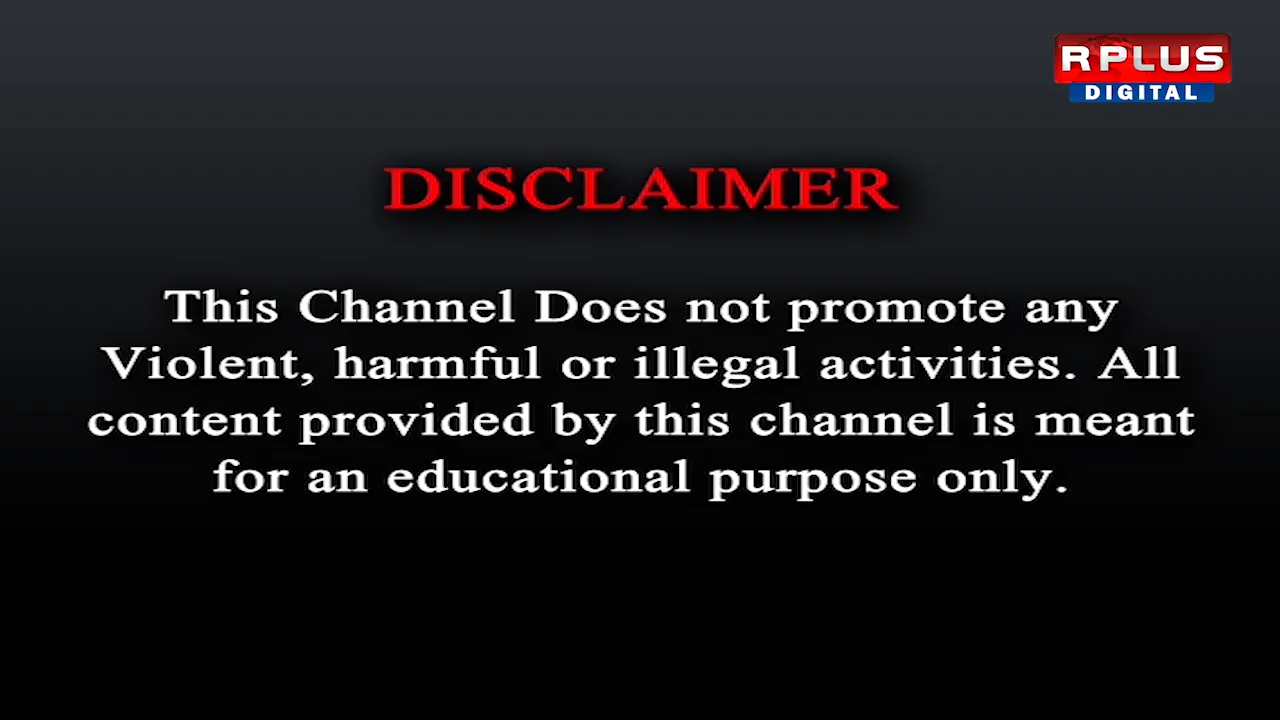 RPLUS
DIGITAL
DISCLAIMER
This Channel Does not promote any
Violent, harmful or illegal activities. All
content provided by this channel is meant
for an educational purpose only.